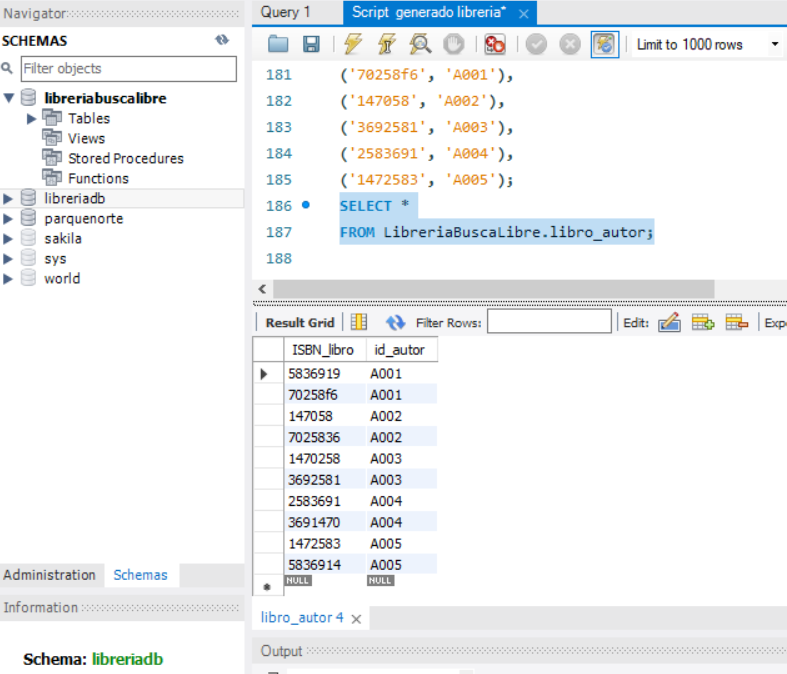 Navigator
SCHEMAS
Filter objects
libreriabuscalibre
Tables
Views
Stored Procedures
Functions
libreriadb
parquenorte
sakila
sys
world
Administration Schemas
Information
Schema: libreriadb
Query 1 Script generado libreria*
Limit to 1000 rows
181 ('70258f6', 'A001'),
182 ('147058', 'A002'),
183 ('3692581', 'A003'),
184 ('2583691', 'A004'),
185 ('1472583', 'A005');
186 SELECT *
187 FROM LibreriaBuscaLibre.libro_autor;
188
Result Grid Filter Rows: Edit:
ISBN_libro id_autor
5836919 A001
70258f6 A001
147058 A002
7025836 A002
1470258 A003
3692581 A003
2583691 A004
3691470 A004
1472583 A005
5836914 A005
NULL NULL
libro_autor 4
Output